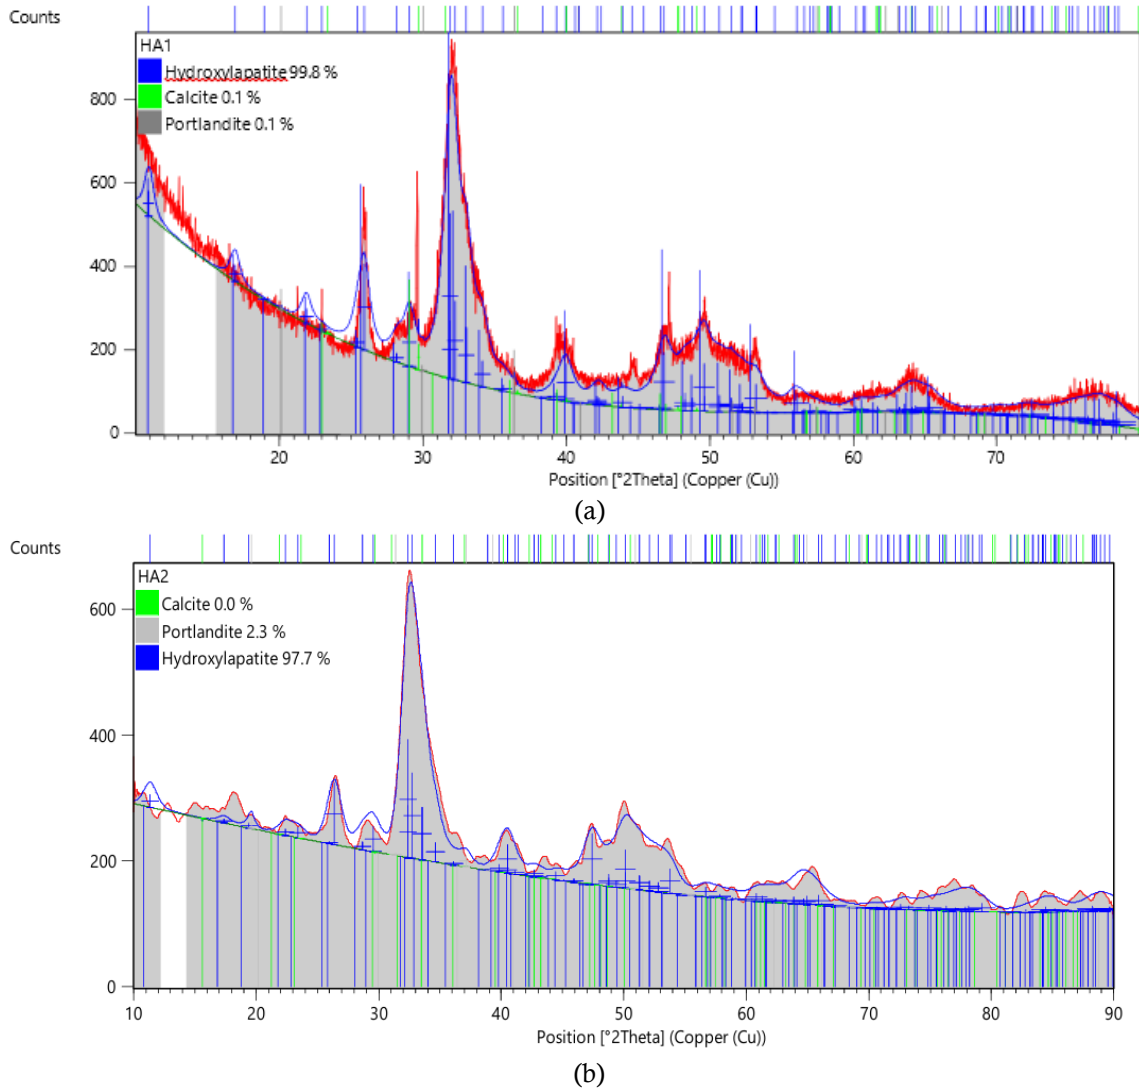 Counts
HA1
Hydroxylapatite 99.8 %
Calcite 0.1 %
Portlandite 0.1 %
800
600
400
200
0
20 30 40 50 60 70
Position [°2Theta] (Copper (Cu))
(a)
Counts
HA2
Calcite 0.0 %
Portlandite 2.3 %
Hydroxylapatite 97.7 %
600
400
200
0
10 20 30 40 50 60 70 80 90
Position [°2Theta] (Copper (Cu))
(b)